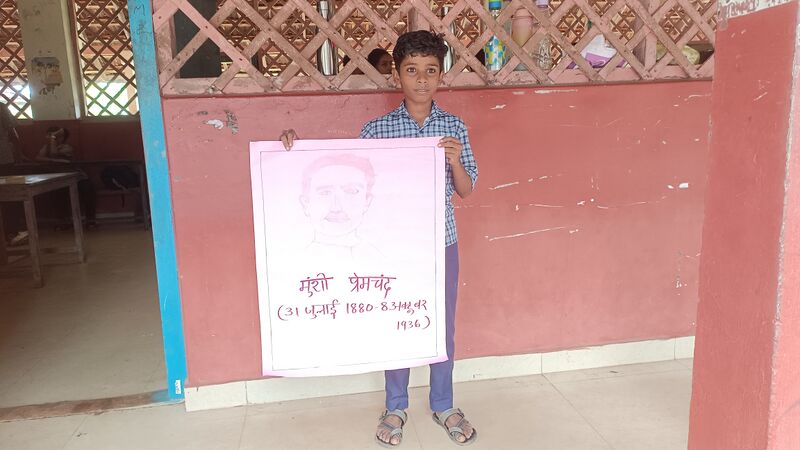 मुंशी प्रेमचंद
(31 जुलाई 1880-8 अक्टूबर
1936)